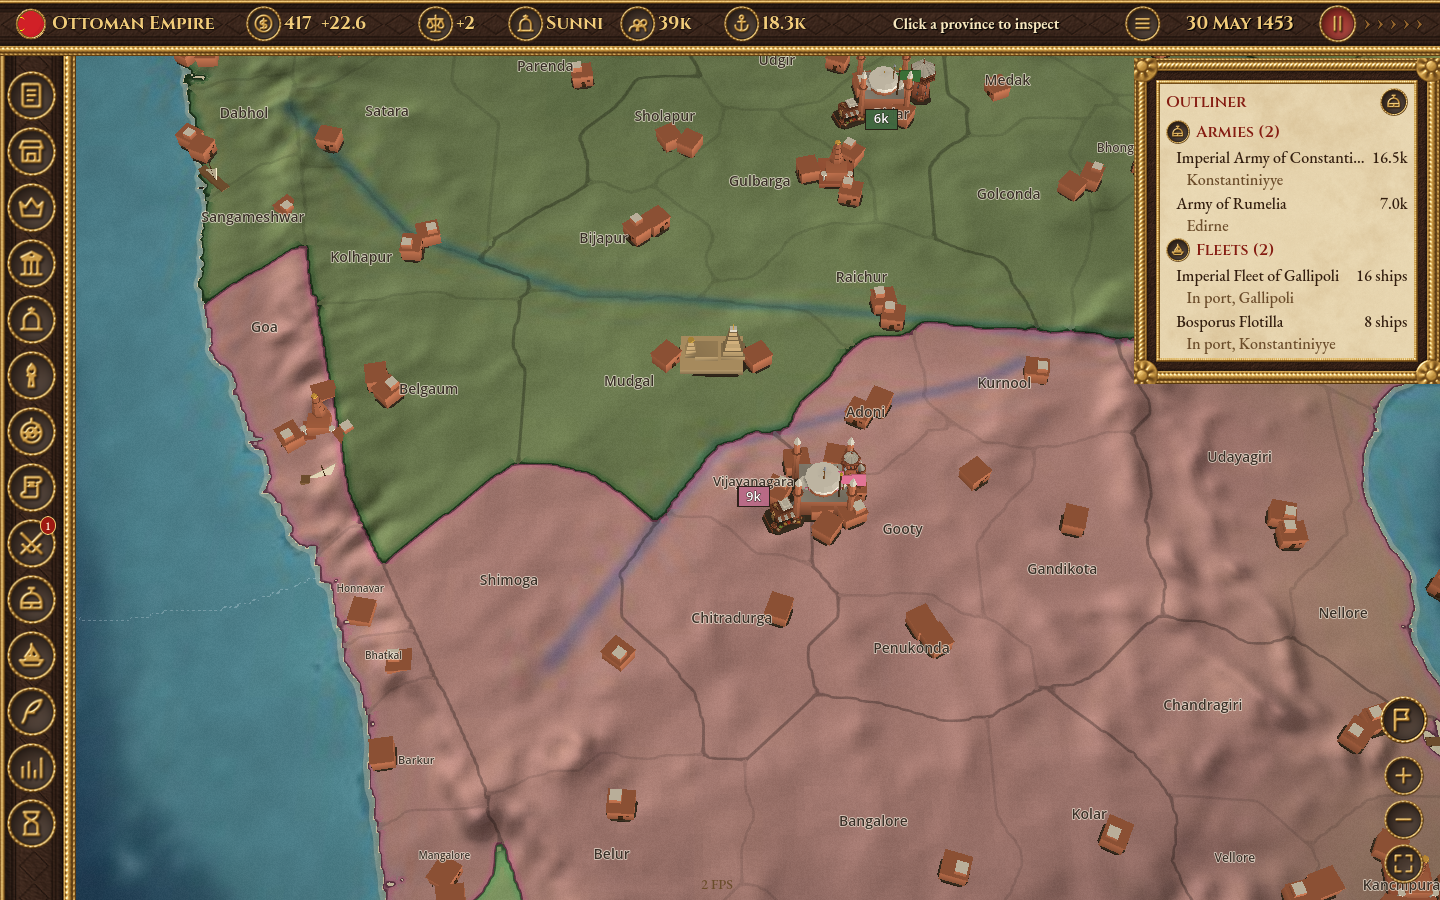 Ottoman Empire 417 +22.6 +2 Sunni 39k 18.3k Click a province to inspect 30 May 1453
Outliner
Armies (2)
Imperial Army of Constanti... 16.5k
Konstantiniyye
Army of Rumelia 7.0k
Edirne
Fleets (2)
Imperial Fleet of Gallipoli 16 ships
In port, Gallipoli
Bosporus Flotilla 8 ships
In port, Konstantiniyye
1
Parenda
Udgir
Medak
Dabhol
Satara
Sholapur
6k
Gulbarga
Golconda
Sangameshwar
Kolhapur
Bijapur
Raichur
Goa
Mudgal
Belgaum
Kurnool
Adoni
Udayagiri
Vijayanagara
9k
Gooty
Gandikota
Shimoga
Honnavar
Chitradurga
Nellore
Bhatkal
Penukonda
Chandragiri
Barkur
Bangalore
Kolar
Mangalore
Belur
Vellore
2 FPS